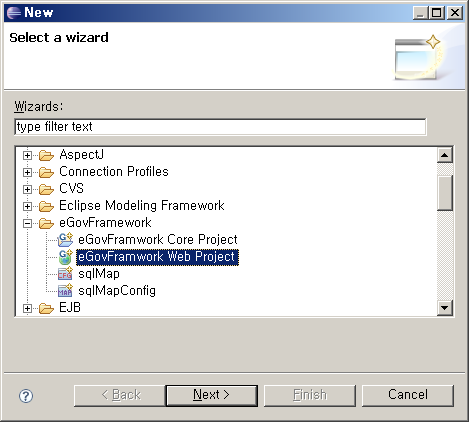 New
Select a wizard
Wizards:
type filter text
AspectJ
Connection Profiles
CVS
Eclipse Modeling Framework
eGovFramework
eGovFramwork Core Project
eGovFramwork Web Project
sqlMap
sqlMapConfig
EJB
< Back Next > Finish Cancel